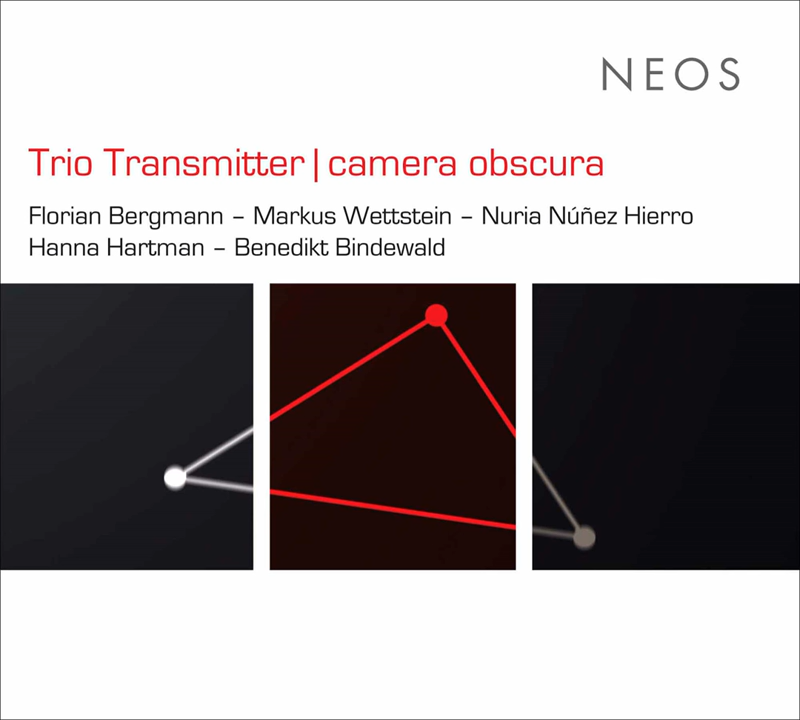 NEOS
Trio Transmitter | camera obscura
Florian Bergmann – Markus Wettstein – Nuria Núñez Hierro
Hanna Hartman – Benedikt Bindewald